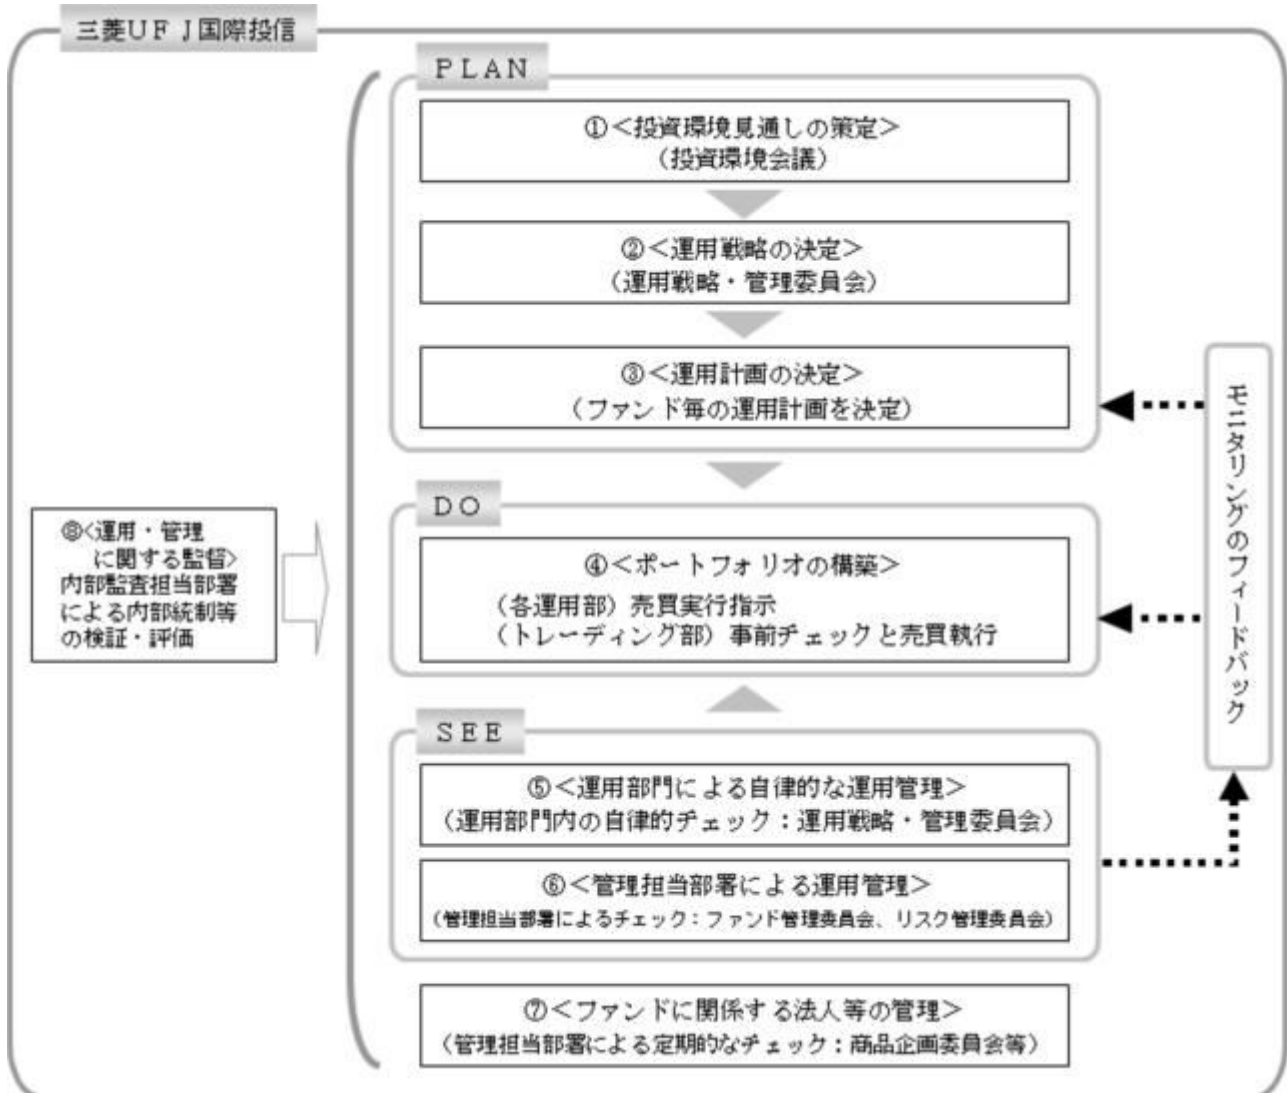 三菱ＵＦＪ国際投信
ＰＬＡＮ
①＜投資環境見通しの策定＞
（投資環境会議）
②＜運用戦略の決定＞
（運用戦略・管理委員会）
③＜運用計画の決定＞
（ファンド毎の運用計画を決定）
ＤＯ
④＜ポートフォリオの構築＞
（各運用部）売買実行指示
（トレーディング部）事前チェックと売買執行
ＳＥＥ
⑤＜運用部門による自律的な運用管理＞
（運用部門内の自律的チェック：運用戦略・管理委員会）
⑥＜管理担当部署による運用管理＞
（管理担当部署によるチェック：ファンド管理委員会、リスク管理委員会）
⑦＜ファンドに関係する法人等の管理＞
（管理担当部署による定期的なチェック：商品企画委員会等）
⑧<運用・管理
に関する監督>
内部監査担当部署
による内部統制等
の検証・評価
モニタリングのフィードバック